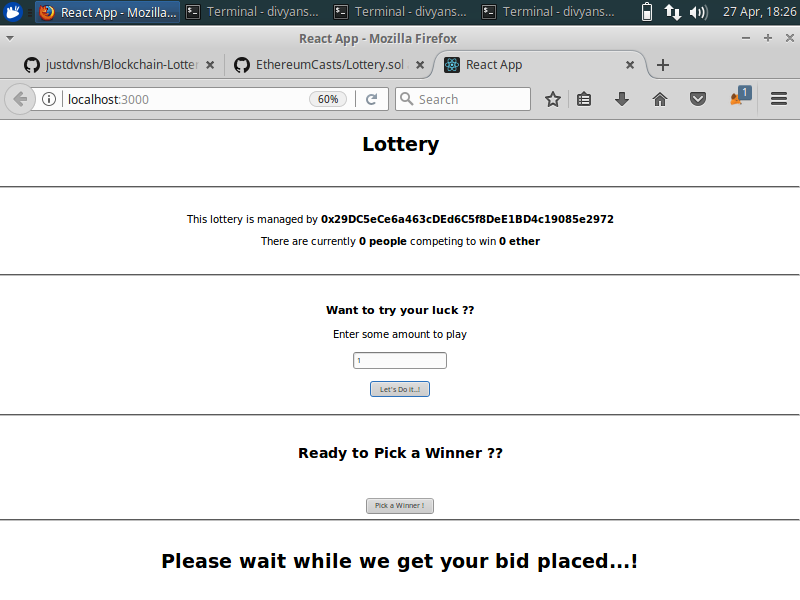 React App - Mozilla...
Terminal - divyans...
Terminal - divyans...
Terminal - divyans...
27 Apr, 18:26
React App - Mozilla Firefox
justdvnsh/Blockchain-Lotter
EthereumCasts/Lottery.sol
React App
localhost:3000
60%
Search
1
Lottery
This lottery is managed by 0x29DC5eCe6a463cDEd6C5f8DeE1BD4c19085e2972
There are currently 0 people competing to win 0 ether
Want to try your luck ??
Enter some amount to play
1
Let's Do it..!
Ready to Pick a Winner ??
Pick a Winner !
Please wait while we get your bid placed...!